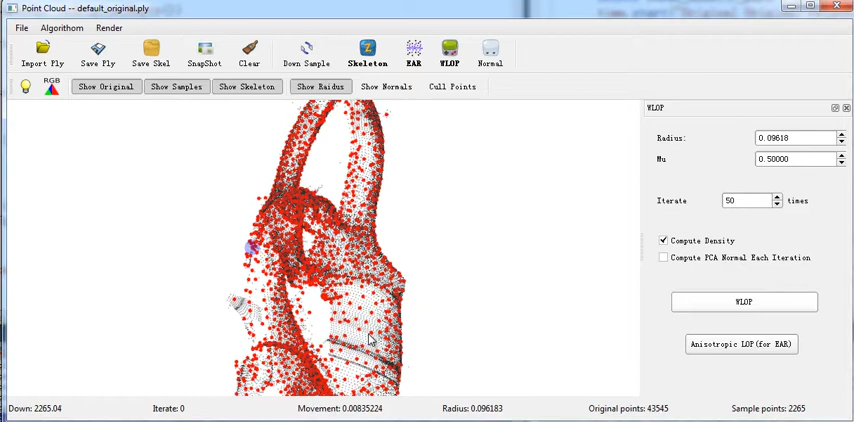 Point Cloud -- default_original.ply
File Algorithom Render
Import Ply Save Ply Save Skel SnapShot Clear Down Sample Skeleton EAR WLOP Normal
RGB
Show Original Show Samples Show Skeleton Show Raidus Show Normals Cull Points
WLOP
Radius: 0.09618
Mu 0.50000
Iterate 50 times
Compute Density
Compute PCA Normal Each Iteration
WLOP
Anisotropic LOP(for EAR)
Down: 2265.04 Iterate: 0 Movement: 0.00835224 Radius: 0.096183 Original points: 43545 Sample points: 2265